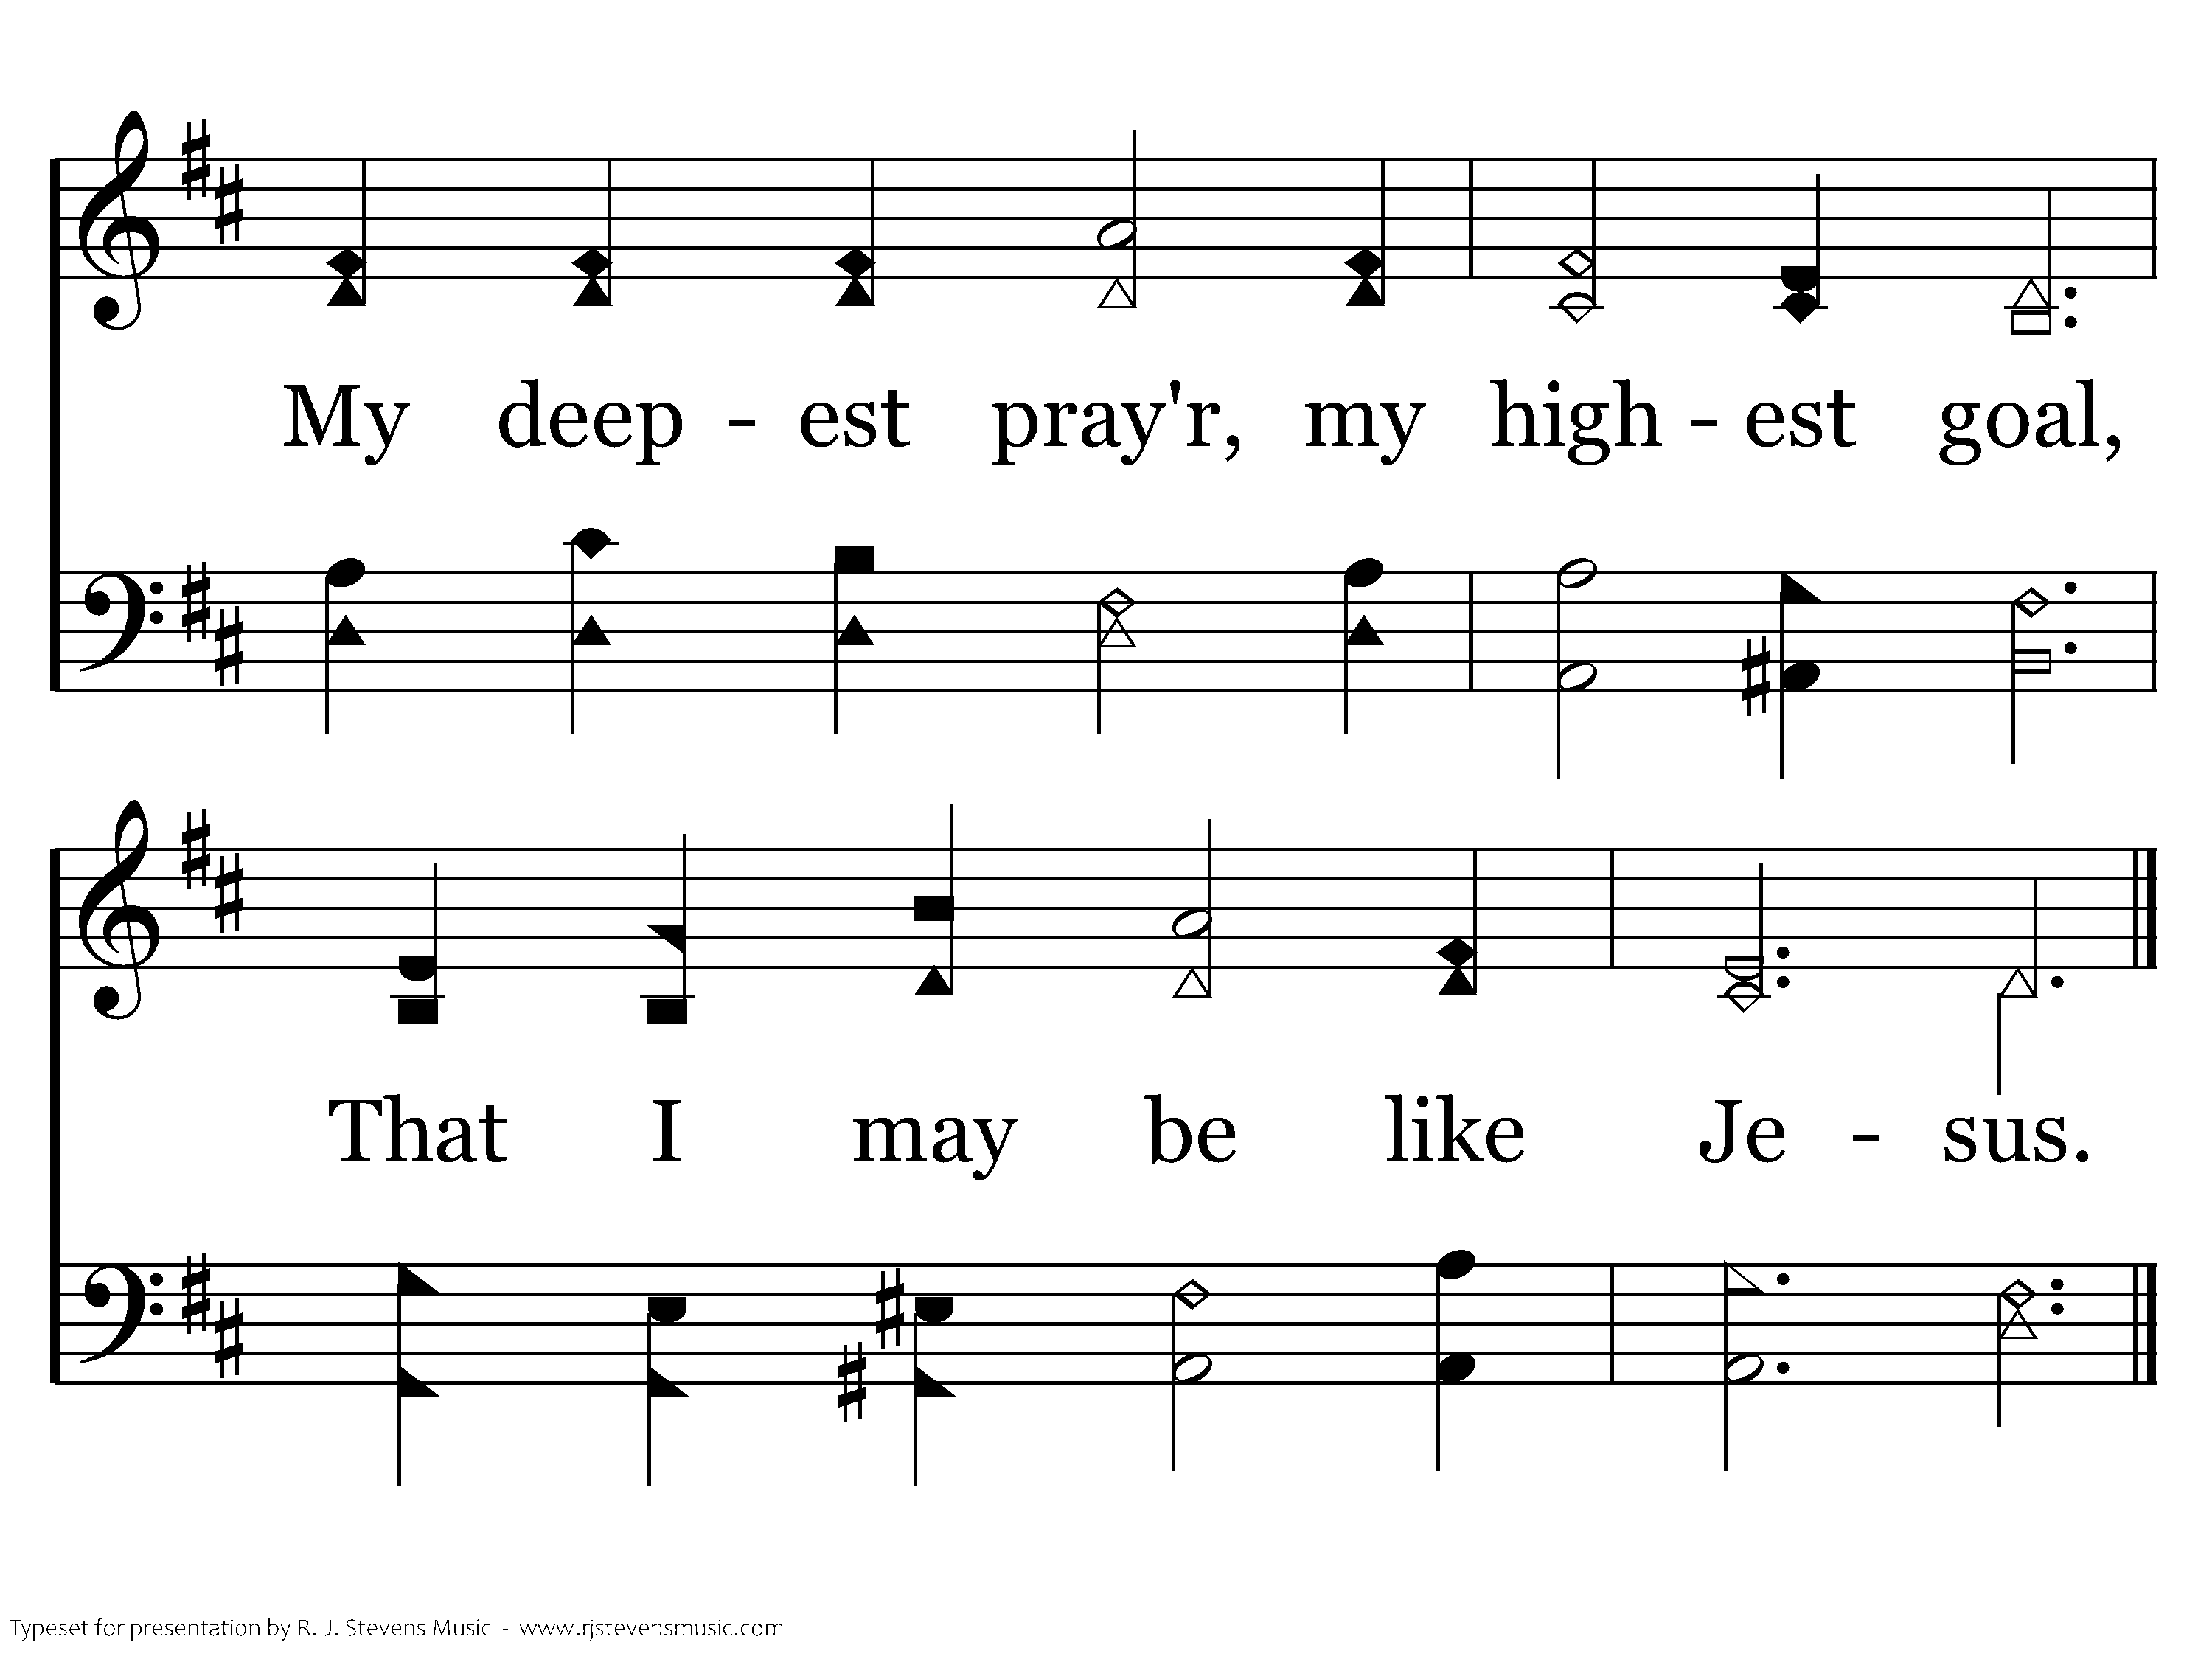 My deep - est pray'r, my high - est goal,
That I may be like Je - sus.
Typeset for presentation by R. J. Stevens Music - www.rjstevensmusic.com